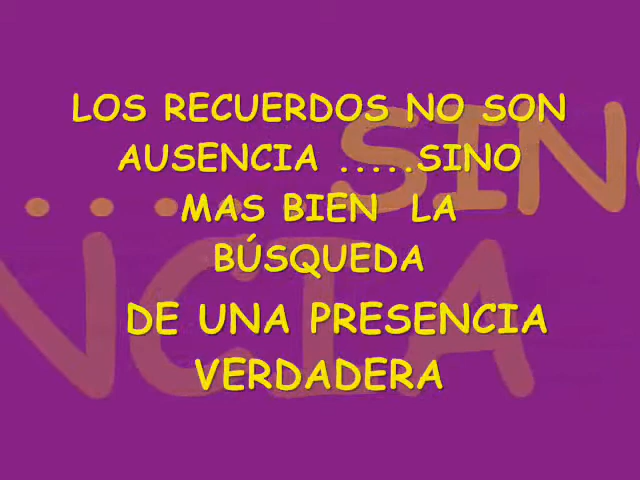 LOS RECUERDOS NO SON
AUSENCIA .....SINO
MAS BIEN LA
BÚSQUEDA
DE UNA PRESENCIA
VERDADERA